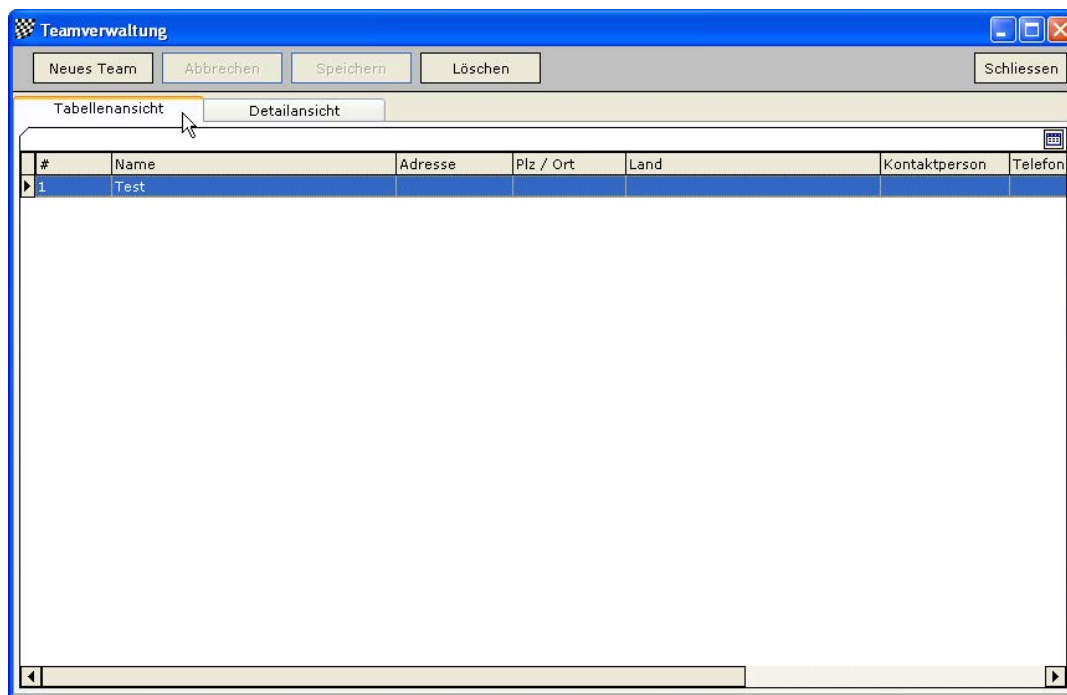 Teamverwaltung
Neues Team Abbrechen Speichern Löschen Schliessen
Tabellenansicht Detailansicht
# Name Adresse Plz / Ort Land Kontaktperson Telefon
1 Test